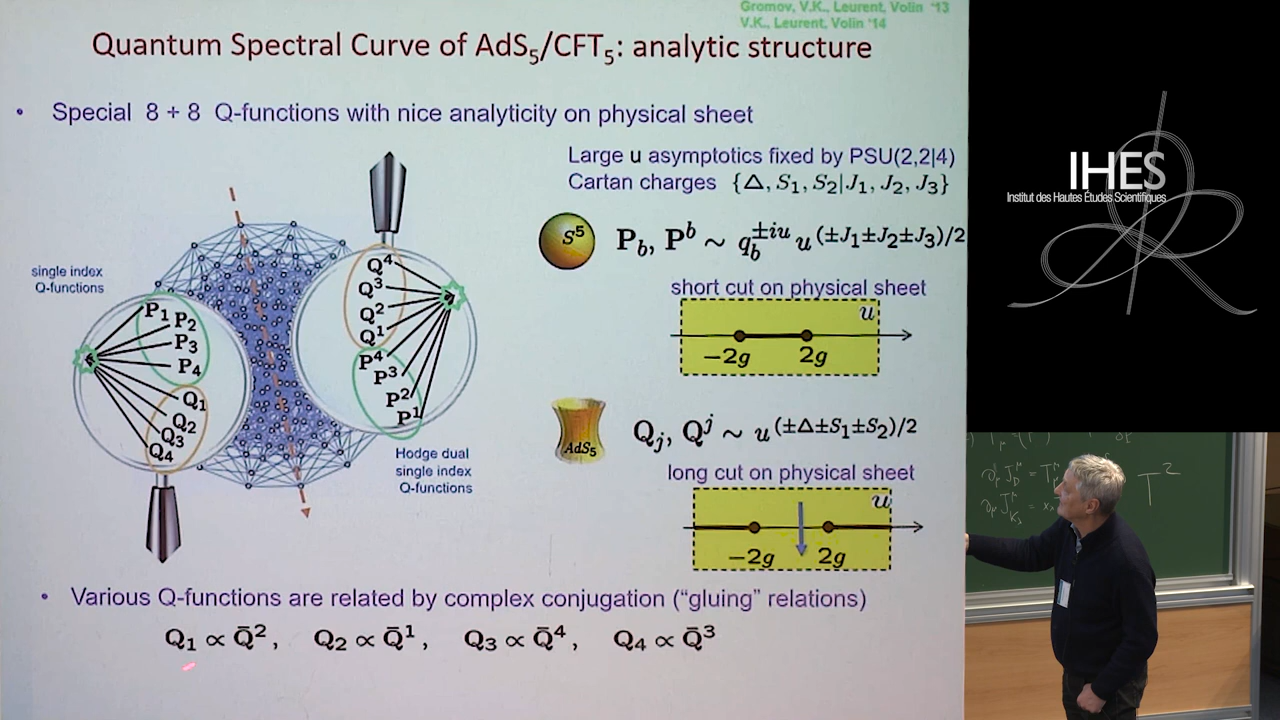 Gromov, V.K., Leurent, Volin '13
V.K., Leurent, Volin '14
Quantum Spectral Curve of AdS₅/CFT₅: analytic structure
• Special 8 + 8 Q-functions with nice analyticity on physical sheet
Large u asymptotics fixed by PSU(2,2|4)
Cartan charges {Δ, S₁, S₂|J₁, J₂, J₃}
single index
Q-functions
P₁ P₂
P₃
P₄
Q₁
Q₂
Q₃
Q₄
Q⁴
Q³
Q²
Q¹
P⁴
P³
P²
P¹
Hodge dual
single index
Q-functions
S⁵
P_b, P^b ~ q_b^{±iu} u^{(±J₁±J₂±J₃)/2}
short cut on physical sheet
u
−2g 2g
AdS₅
Q_j, Q^j ~ u^{(±Δ±S₁±S₂)/2}
long cut on physical sheet
u
−2g 2g
• Various Q-functions are related by complex conjugation ("gluing" relations)
Q₁ ∝ Q̄², Q₂ ∝ Q̄¹, Q₃ ∝ Q̄⁴, Q₄ ∝ Q̄³
IHES
Institut des Hautes Études Scientifiques
T²